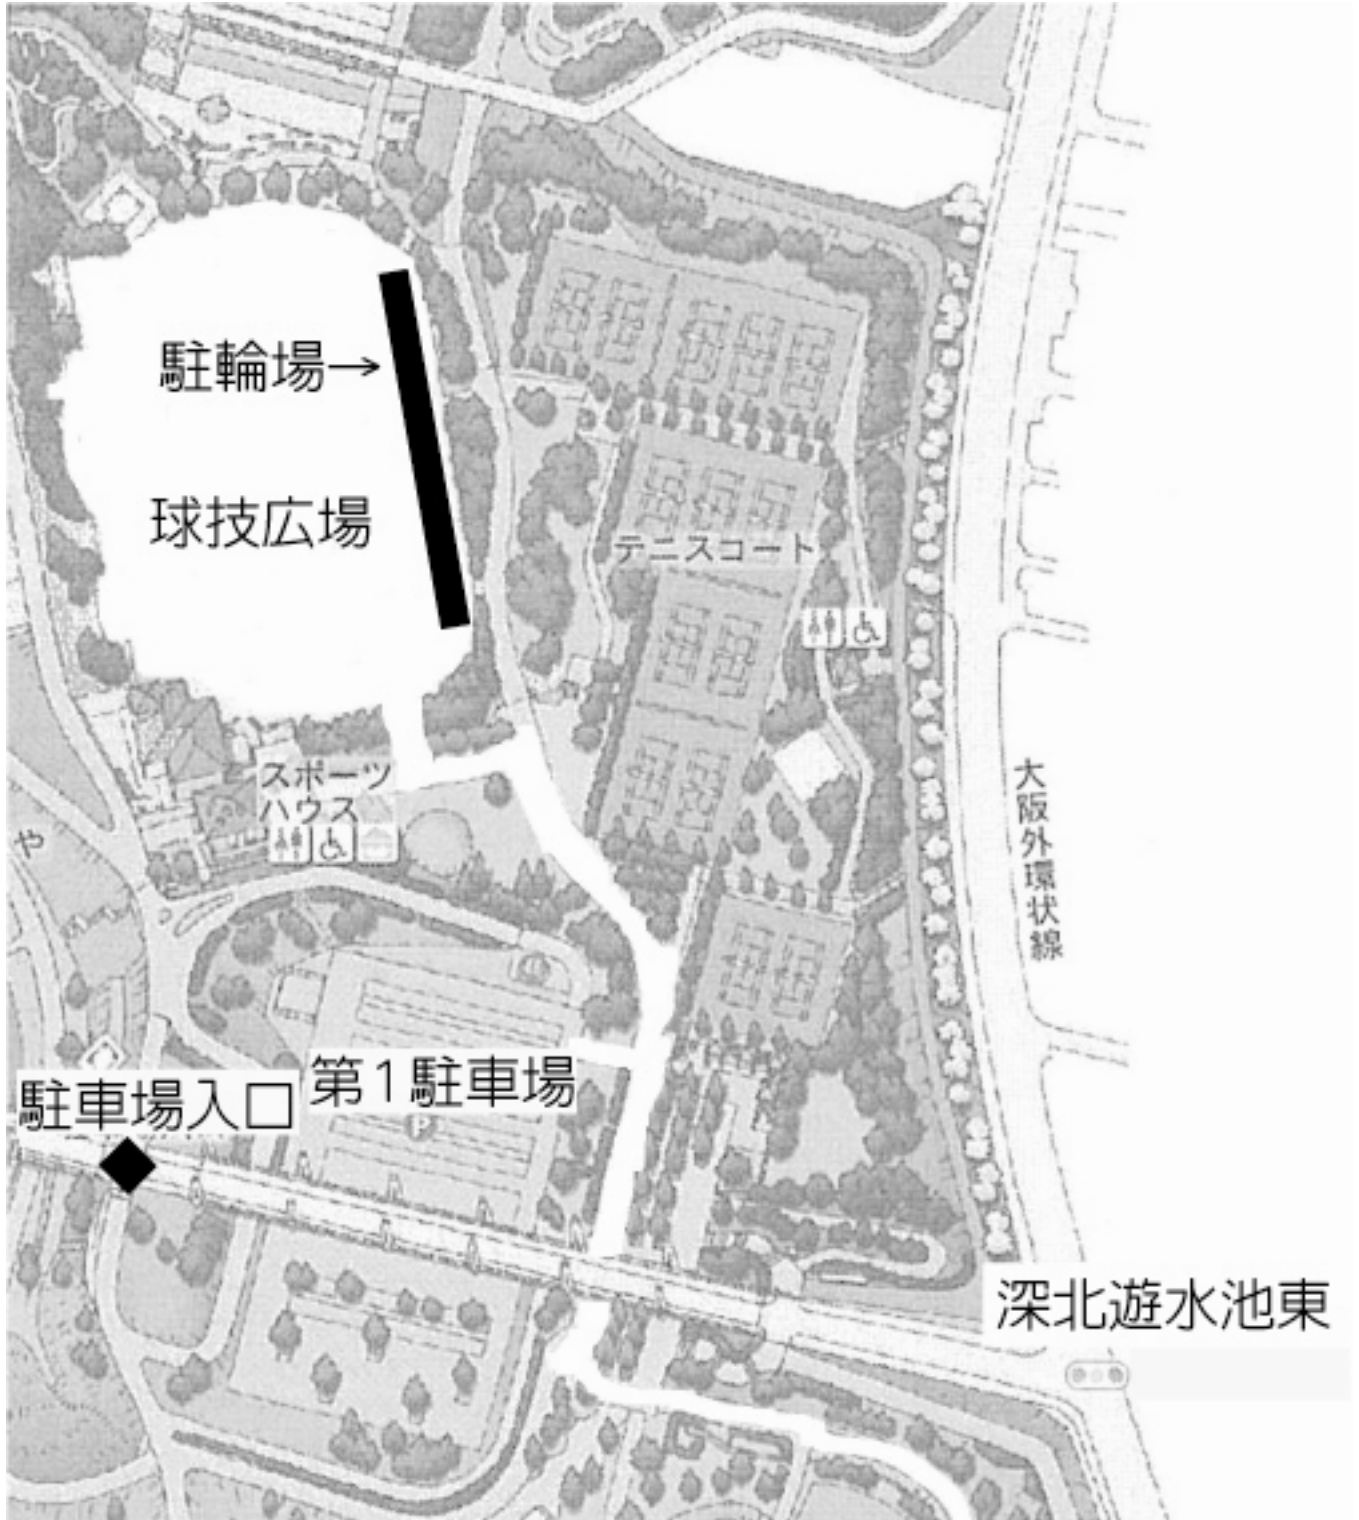 駐輪場→
球技広場
テニスコート
スポーツ
ハウス
大阪外環状線
や
第1駐車場
駐車場入口
P
深北遊水池東